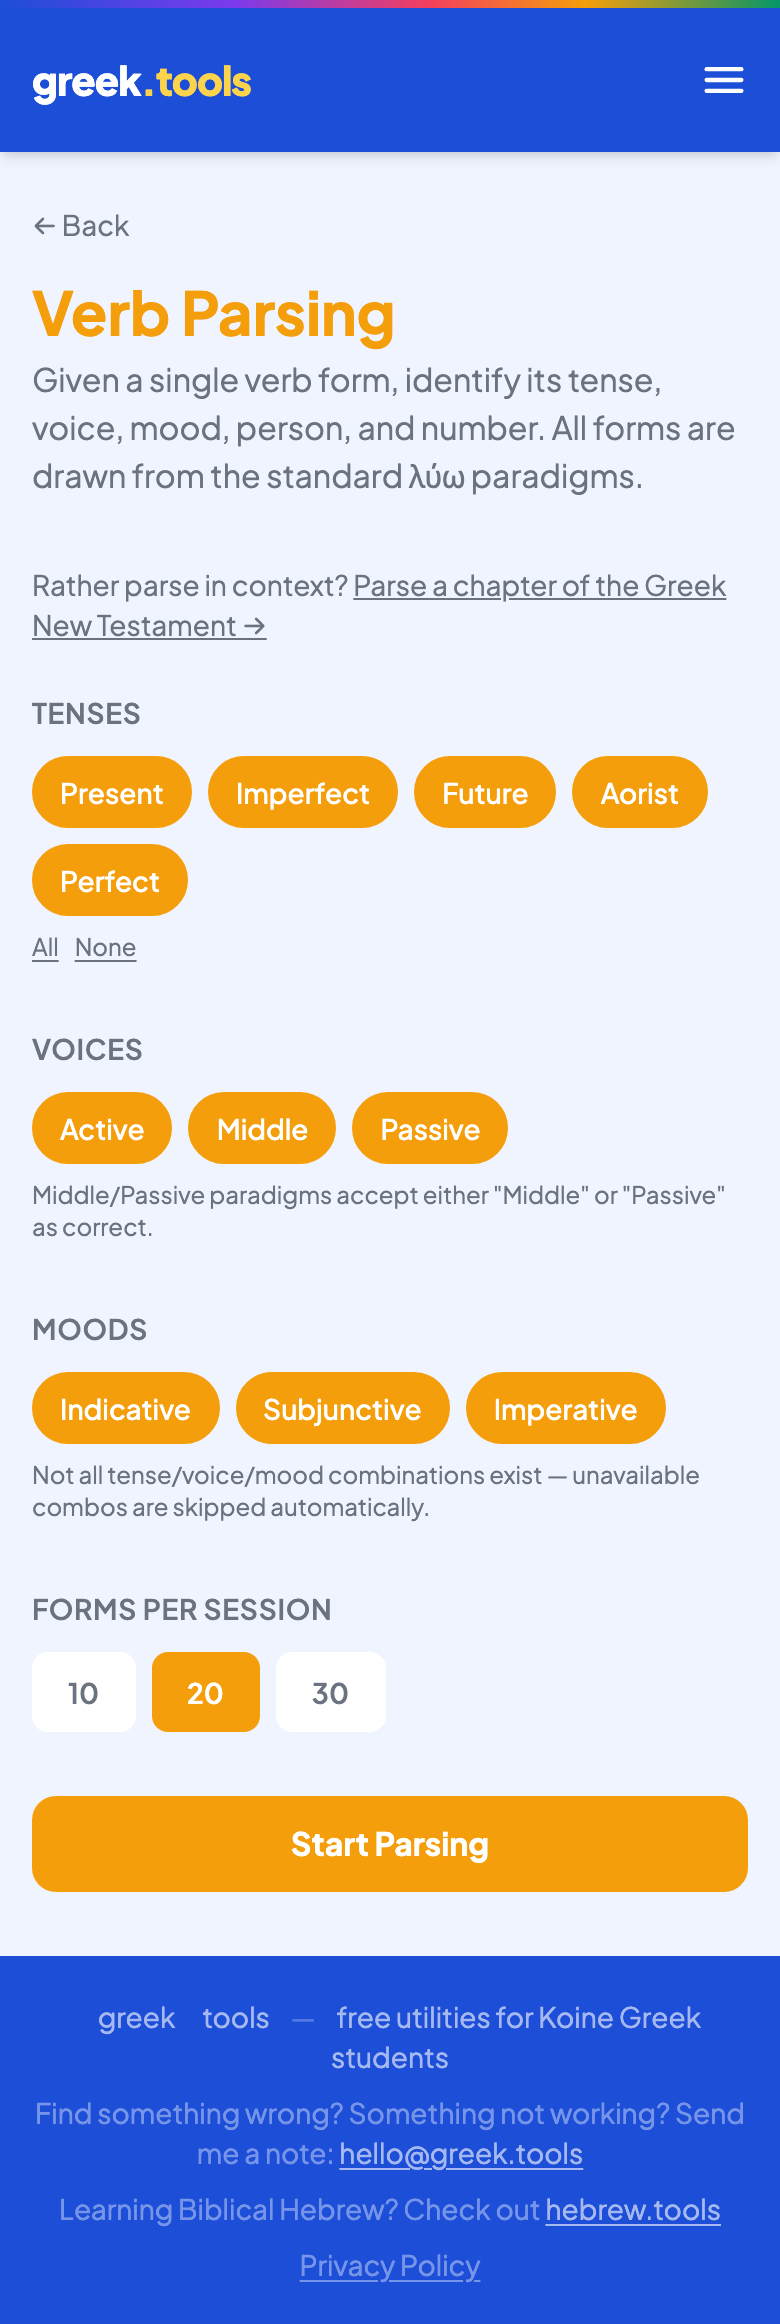 greek.tools
← Back
Verb Parsing
Given a single verb form, identify its tense,
voice, mood, person, and number. All forms are
drawn from the standard λύω paradigms.
Rather parse in context? Parse a chapter of the Greek
New Testament →
TENSES
Present Imperfect Future Aorist
Perfect
All None
VOICES
Active Middle Passive
Middle/Passive paradigms accept either "Middle" or "Passive"
as correct.
MOODS
Indicative Subjunctive Imperative
Not all tense/voice/mood combinations exist — unavailable
combos are skipped automatically.
FORMS PER SESSION
10 20 30
Start Parsing
greek tools — free utilities for Koine Greek
students
Find something wrong? Something not working? Send
me a note: hello@greek.tools
Learning Biblical Hebrew? Check out hebrew.tools
Privacy Policy